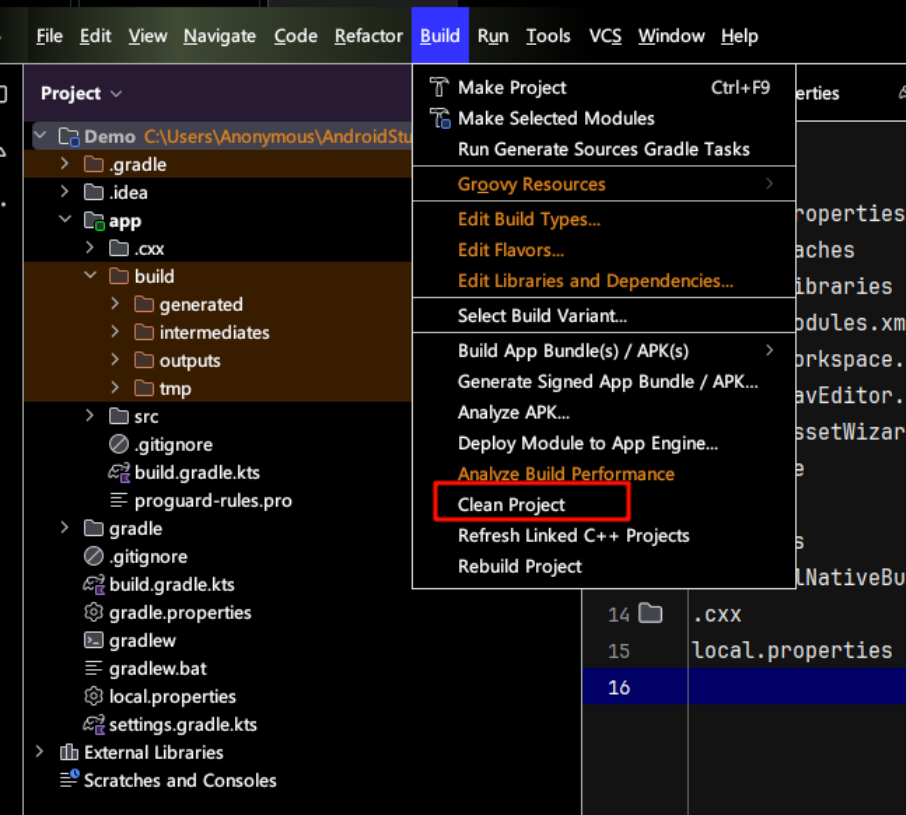 File Edit View Navigate Code Refactor Build Run Tools VCS Window Help
Project
Demo C:\Users\Anonymous\AndroidStu
.gradle
.idea
app
.cxx
build
generated
intermediates
outputs
tmp
src
.gitignore
build.gradle.kts
proguard-rules.pro
gradle
.gitignore
build.gradle.kts
gradle.properties
gradlew
gradlew.bat
local.properties
settings.gradle.kts
External Libraries
Scratches and Consoles
Make Project Ctrl+F9
Make Selected Modules
Run Generate Sources Gradle Tasks
Groovy Resources
Edit Build Types...
Edit Flavors...
Edit Libraries and Dependencies...
Select Build Variant...
Build App Bundle(s) / APK(s)
Generate Signed App Bundle / APK...
Analyze APK...
Deploy Module to App Engine...
Analyze Build Performance
Clean Project
Refresh Linked C++ Projects
Rebuild Project
erties
roperties
aches
ibraries
odules.xm
orkspace.
avEditor.
ssetWizar
e
s
lNativeBu
14 .cxx
15 local.properties
16